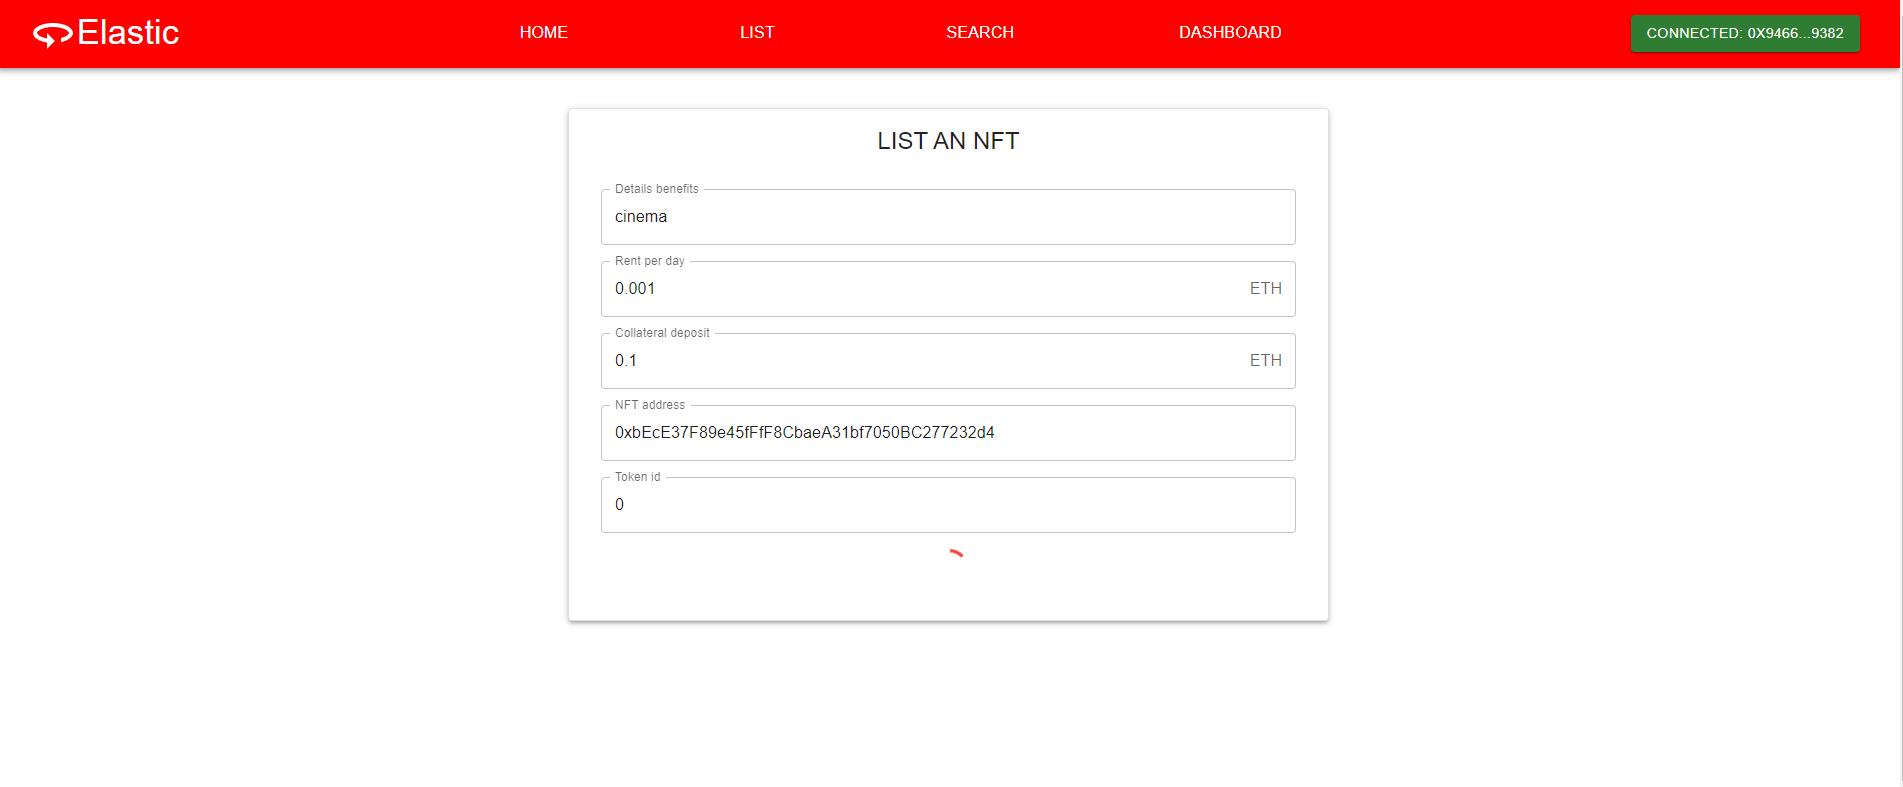 Elastic
HOME
LIST
SEARCH
DASHBOARD
CONNECTED: 0X9466...9382
LIST AN NFT
Details benefits
cinema
Rent per day
0.001 ETH
Collateral deposit
0.1 ETH
NFT address
0xbEcE37F89e45fFfF8CbaeA31bf7050BC277232d4
Token id
0